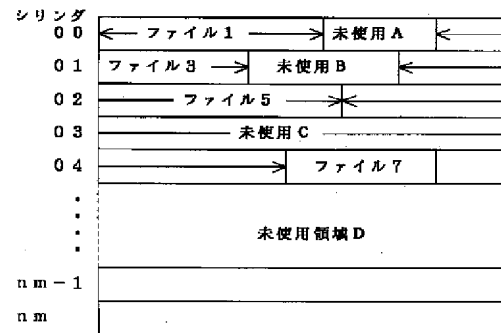 シリンダ
00 ファイル1 未使用A
01 ファイル3 未使用B
02 ファイル5
03 未使用C
04 ファイル7
未使用領域D
nm-1
nm